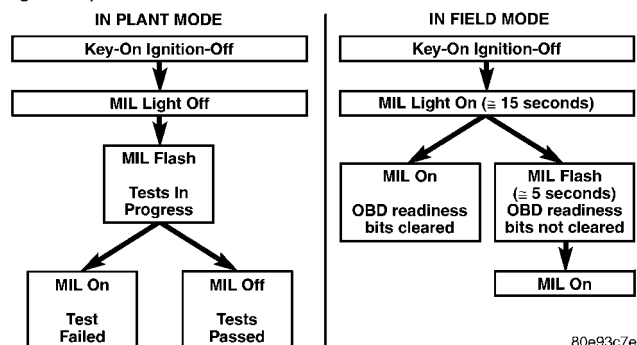 IN PLANT MODE
Key-On Ignition-Off
MIL Light Off
MIL Flash
Tests In
Progress
MIL On
Test
Failed
MIL Off
Tests
Passed
IN FIELD MODE
Key-On Ignition-Off
MIL Light On (≅ 15 seconds)
MIL On
OBD readiness
bits cleared
MIL Flash
(≅ 5 seconds)
OBD readiness
bits not cleared
MIL On
80e93c7e